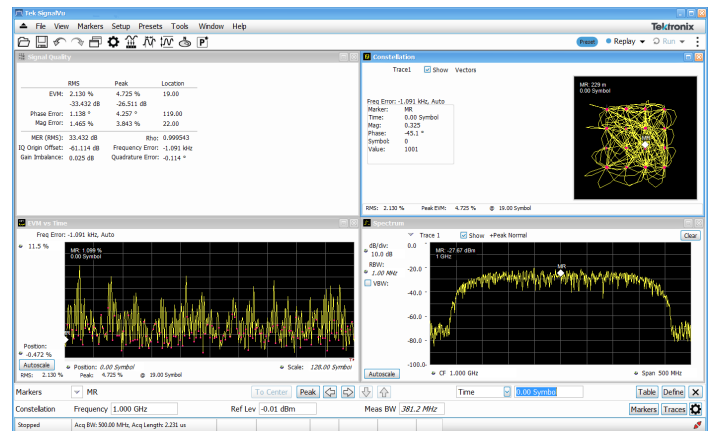 Tek SignalVu
File View Markers Setup Presets Tools Window Help
Tektronix
Preset Replay Run
Signal Quality
RMS Peak Location
EVM: 2.130 % 4.725 % 19.00
-33.432 dB -26.511 dB
Phase Error: 1.138 ° 4.257 ° 119.00
Mag Error: 1.465 % 3.843 % 22.00
MER (RMS): 33.432 dB Rho: 0.999543
IQ Origin Offset: -61.114 dB Frequency Error: -1.091 kHz
Gain Imbalance: 0.025 dB Quadrature Error: -0.114 °
Constellation
Trace1 Show Vectors
MR: 229 m
0.00 Symbol
MR
Freq Error: -1.091 kHz, Auto
Marker: MR
Time: 0.00 Symbol
Mag: 0.325
Phase: -45.1 °
Symbol: 0
Value: 1001
RMS: 2.130 % Peak EVM: 4.725 % @ 19.00 Symbol
EVM vs Time
Freq Error: -1.091 kHz, Auto
11.5 %
MR: 1.099 %
0.00 Symbol
Position:
-0.472 %
Autoscale
Position: 0.00 Symbol Scale: 128.00 Symbol
RMS: 2.130 % Peak: 4.725 % @ 19.00 Symbol
Spectrum
Trace 1 Show +Peak Normal Clear
dB/div:
10.0 dB
RBW:
1.00 MHz
VBW:
0.0
-20.0
-40.0
-60.0
-80.0
-100.0
MR: -27.67 dBm
1 GHz
MR
Autoscale
CF 1.000 GHz Span 500 MHz
Markers MR To Center Peak Time 0.00 Symbol Table Define
Constellation Frequency 1.000 GHz Ref Lev -0.01 dBm Meas BW 381.2 MHz Markers Traces
Stopped Acq BW: 500.00 MHz, Acq Length: 2.231 us